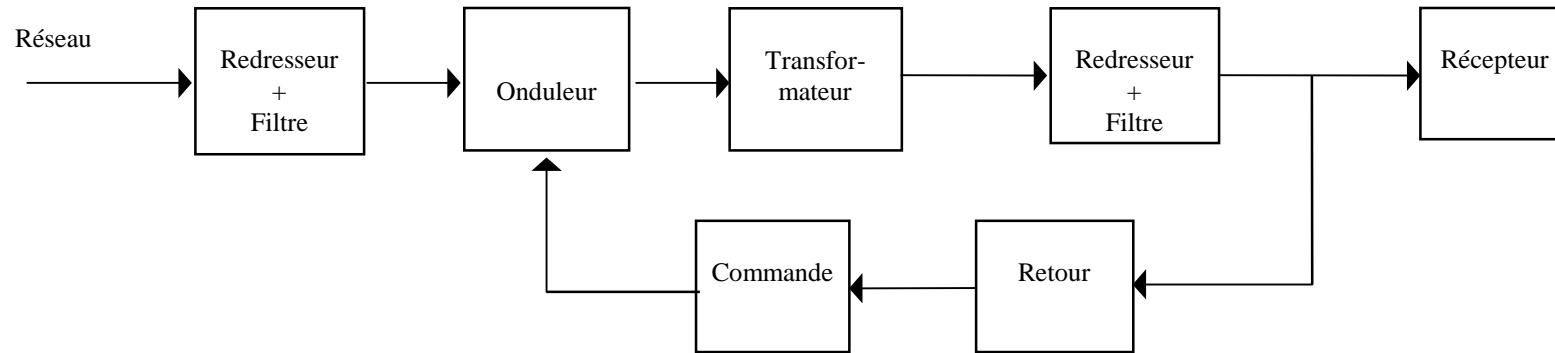 Réseau
Redresseur
+
Filtre
Onduleur
Transfor-
mateur
Redresseur
+
Filtre
Récepteur
Commande
Retour